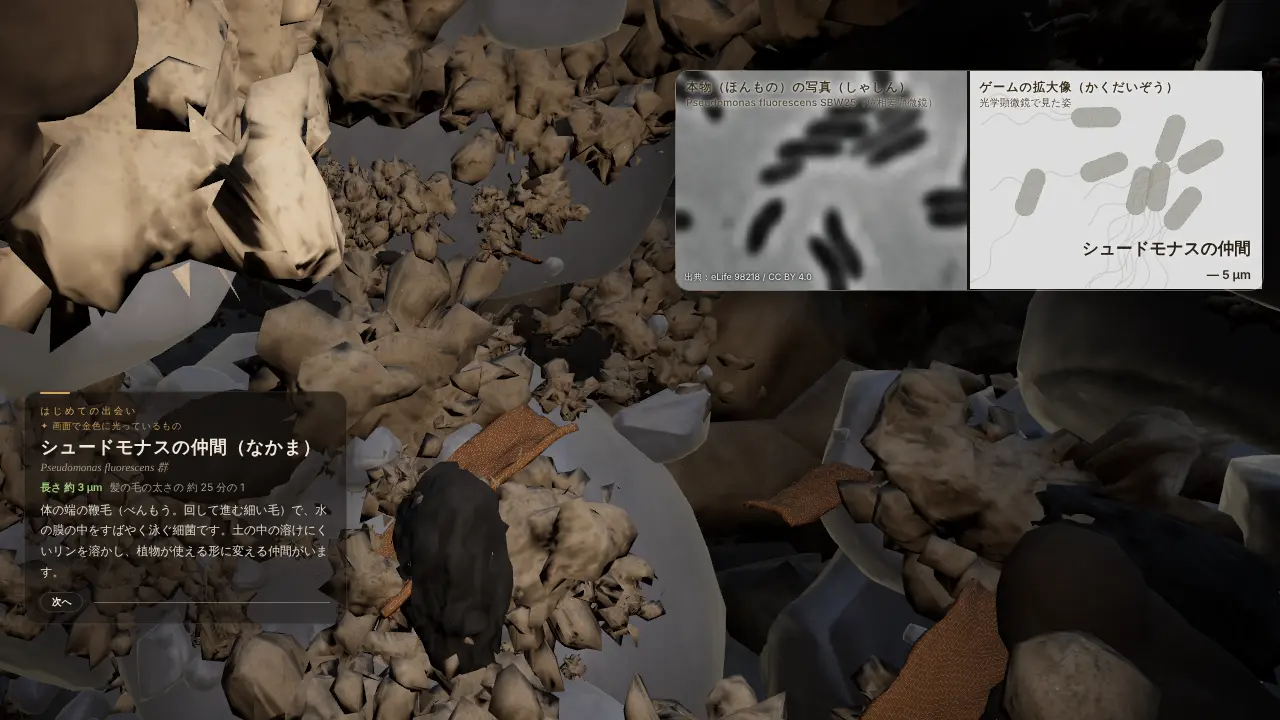 本物（ほんもの）の写真（しゃしん）
Pseudomonas fluorescens SBW25
出典：eLife 98218 / CC BY 4.0
ゲームの拡大像（かくだいぞう）
光学顕微鏡で見た姿
シュードモナスの仲間
5 µm
はじめての出会い
✦ 画面で金色に光っているもの
シュードモナスの仲間（なかま）
Pseudomonas fluorescens 群
長さ 約 3 µm 髪の毛の太さの 約 25 分の 1
体の端の鞭毛（べんもう。回して進む細い毛）で、水
の膜の中をすばやく泳ぐ細菌です。土の中の溶けにく
いリンを溶かし、植物が使える形に変える仲間がいま
す。
次へ